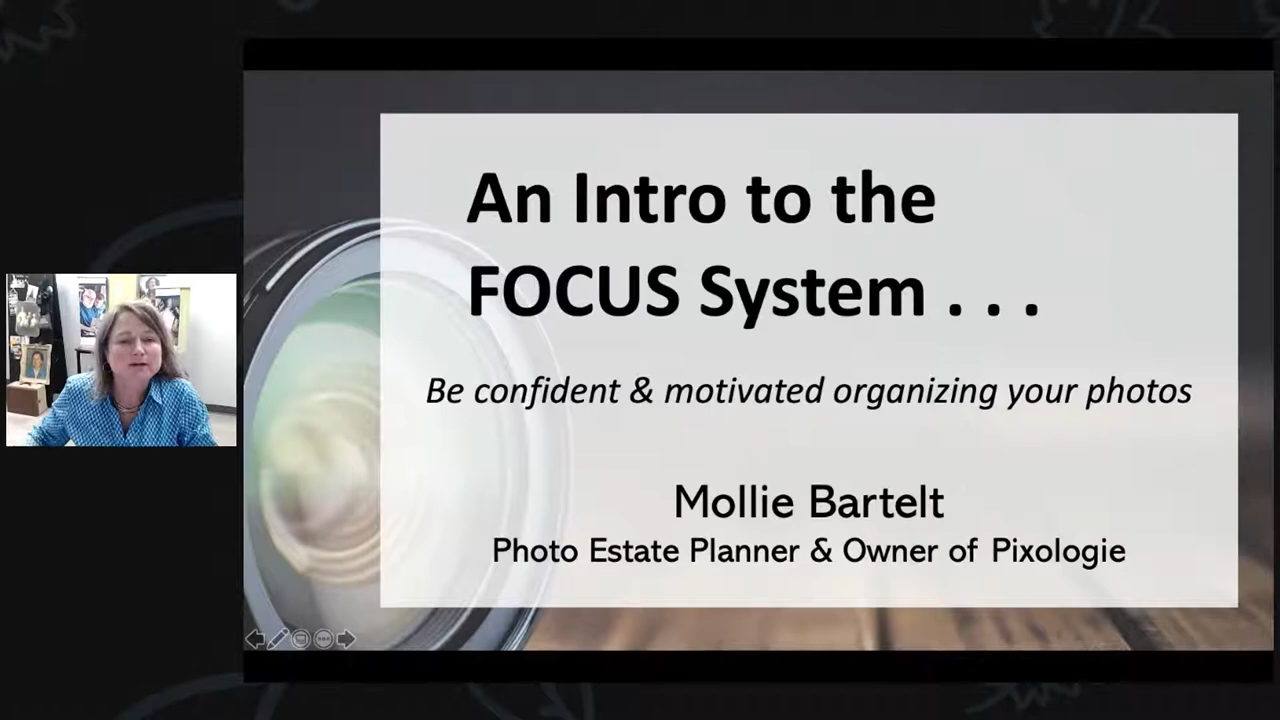 An Intro to the
FOCUS System . . .
Be confident & motivated organizing your photos
Mollie Bartelt
Photo Estate Planner & Owner of Pixologie